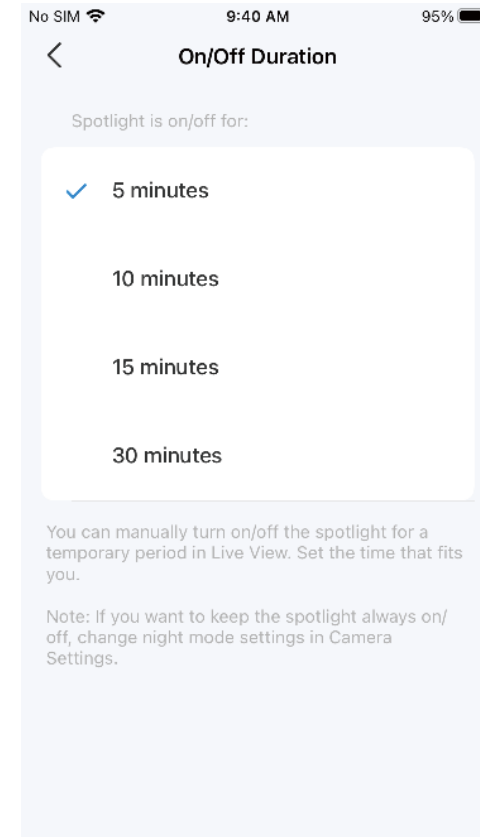 No SIM 9:40 AM 95%
On/Off Duration
Spotlight is on/off for:
5 minutes
10 minutes
15 minutes
30 minutes
You can manually turn on/off the spotlight for a
temporary period in Live View. Set the time that fits
you.
Note: If you want to keep the spotlight always on/
off, change night mode settings in Camera
Settings.